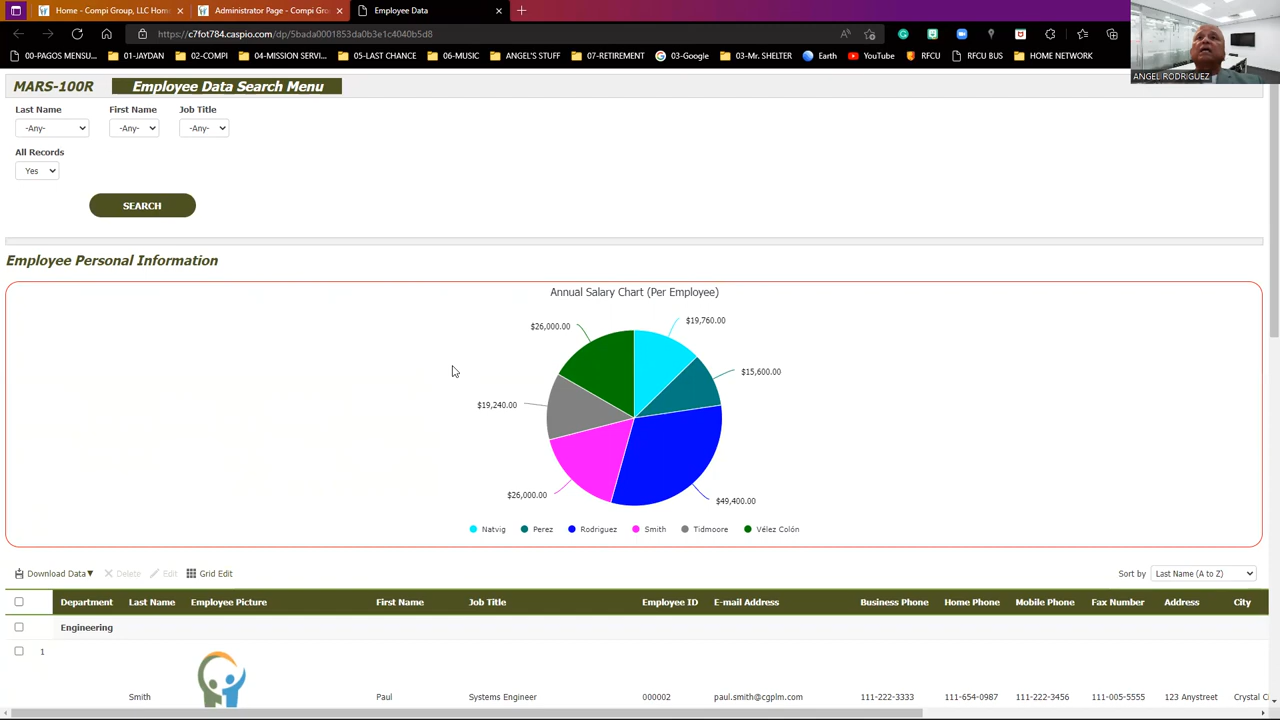 Home - Compi Group, LLC Home
Administrator Page - Compi Gro
Employee Data
https://c7fot784.caspio.com/dp/5bada0001853da0b3e1c4040b5d8
00-PAGOS MENSU...
01-JAYDAN
02-COMPI
04-MISSION SERVI...
05-LAST CHANCE
06-MUSIC
ANGEL'S STUFF
07-RETIREMENT
03-Google
03-Mr. SHELTER
Earth
YouTube
RFCU
RFCU BUS
HOME NETWORK
ANGEL RODRIGUEZ
MARS-100R Employee Data Search Menu
Last Name First Name Job Title
-Any- -Any- -Any-
All Records
Yes
SEARCH
Employee Personal Information
Annual Salary Chart (Per Employee)
$26,000.00 $19,760.00
$15,600.00
$19,240.00
$26,000.00 $49,400.00
Natvig Perez Rodriguez Smith Tidmoore Vélez Colón
Download Data Delete Edit Grid Edit Sort by Last Name (A to Z)
Department Last Name Employee Picture First Name Job Title Employee ID E-mail Address Business Phone Home Phone Mobile Phone Fax Number Address City
Engineering
1
Smith Paul Systems Engineer 000002 paul.smith@cgplm.com 111-222-3333 111-654-0987 111-222-3456 111-005-5555 123 Anystreet Crystal C